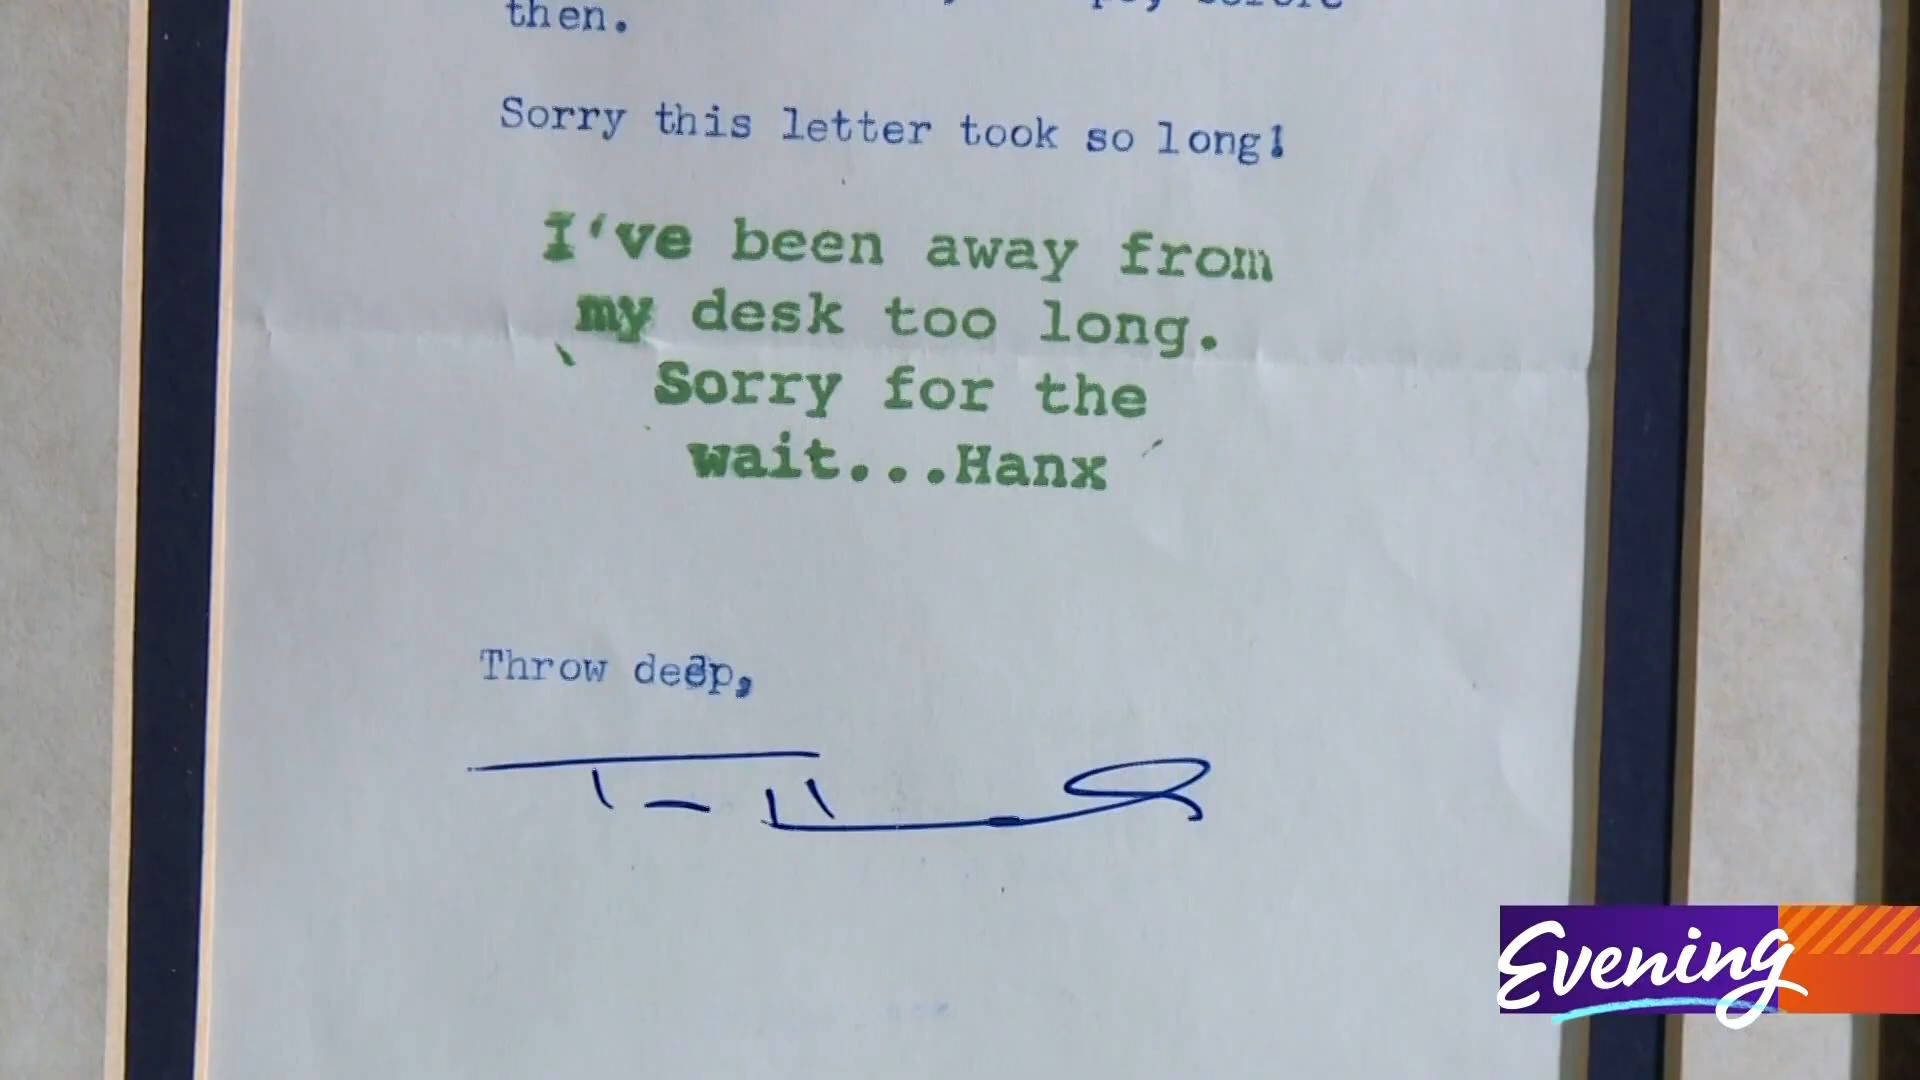 then.
Sorry this letter took so long!
I've been away from
my desk too long.
Sorry for the
wait...Hanx
Throw deep,
Evening